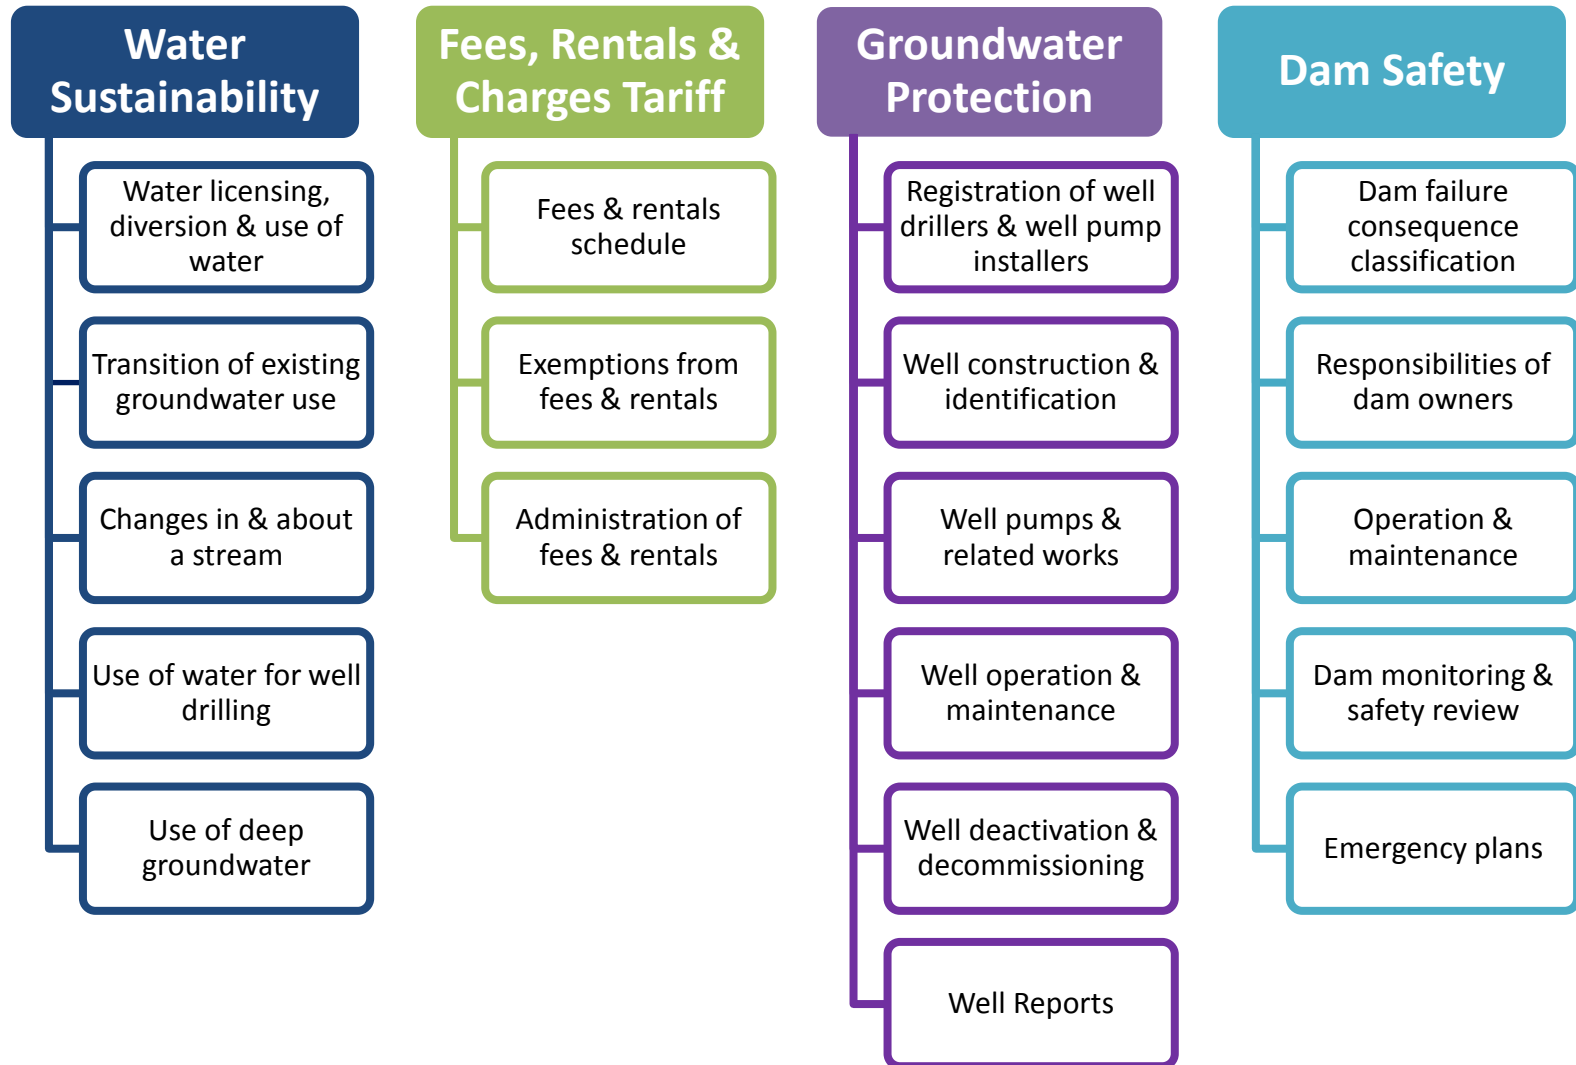 Water
Sustainability
Water licensing,
diversion & use of
water
Transition of existing
groundwater use
Changes in & about
a stream
Use of water for well
drilling
Use of deep
groundwater
Fees, Rentals &
Charges Tariff
Fees & rentals
schedule
Exemptions from
fees & rentals
Administration of
fees & rentals
Groundwater
Protection
Registration of well
drillers & well pump
installers
Well construction &
identification
Well pumps &
related works
Well operation &
maintenance
Well deactivation &
decommissioning
Well Reports
Dam Safety
Dam failure
consequence
classification
Responsibilities of
dam owners
Operation &
maintenance
Dam monitoring &
safety review
Emergency plans